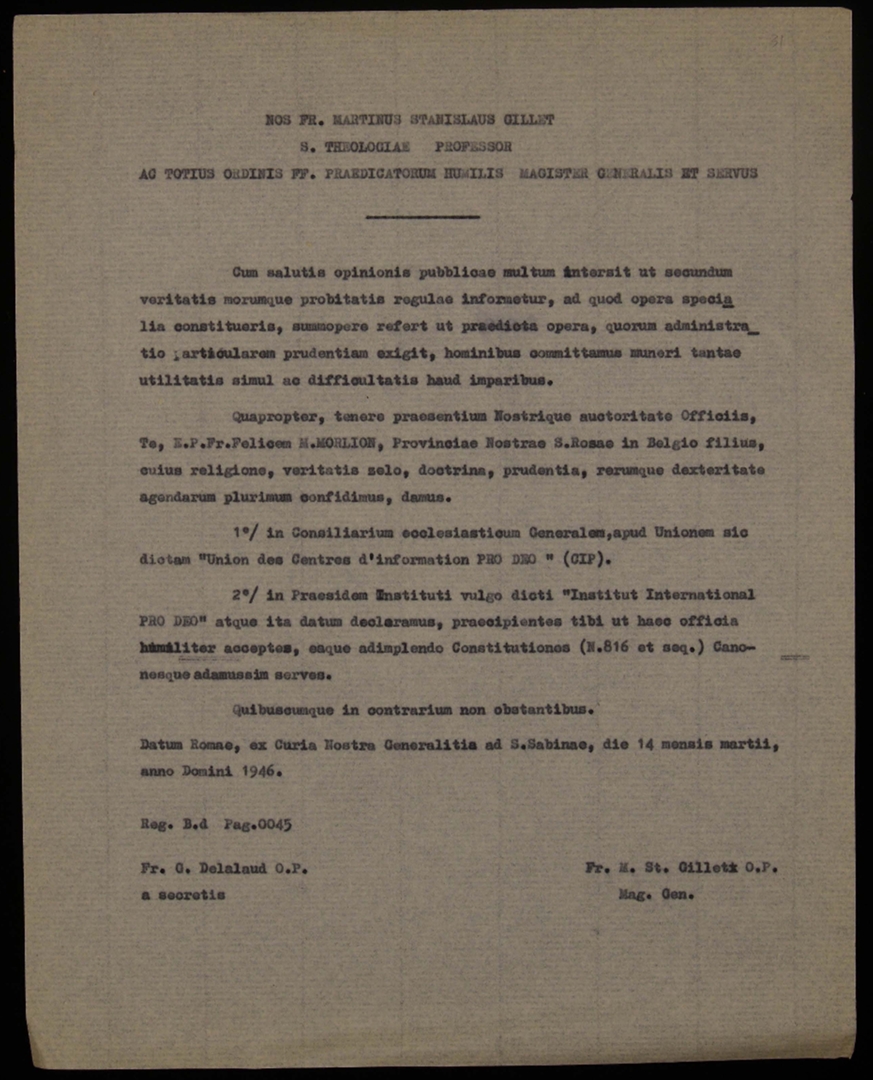 31
NOS FR. MARTINUS STANISLAUS GILLET
S. THEOLOGIAE PROFESSOR
AC TOTIUS ORDINIS FF. PRAEDICATORUM HUMILIS MAGISTER GENERALIS ET SERVUS
Cum salutis opinionis pubblicae multum intersit ut secundum
veritatis morumque probitatis regulae informetur, ad quod opera specia
lia constitueris, summopere refert ut praedicta opera, quorum administra_
tio particularem prudentiam exigit, hominibus committamus muneri tantae
utilitatis simul ac difficultatis haud imparibus.
Quapropter, tenere praesentium Nostrique auctoritate Officiis,
Te, R.P.Fr.Felicem M.MORLION, Provinciae Nostrae S.Rosae in Belgio filius,
cuius religione, veritatis zelo, doctrina, prudentia, rerumque dexteritate
agendarum plurimum confidimus, damus.
1º/ in Consiliarium ecclesiasticum Generalem,apud Unionem sic
dictam "Union des Centres d'information PRO DEO " (CIP).
2º/ in Praesidem Instituti vulgo dicti "Institut International
PRO DEO" atque ita datum declaramus, praecipientes tibi ut haec officia
humiliter acceptes, eaque adimplendo Constitutiones (N.816 et seq.) Cano-
nesque adamussim serves.
Quibuscumque in contrarium non obstantibus.
Datum Romae, ex Curia Nostra Generalitia ad S.Sabinae, die 14 mensis martii,
anno Domini 1946.
Reg. B.d Pag.0045
Fr. G. Delalaud O.P.
Fr. M. St. Gillet O.P.
a secretis
Mag. Gen.